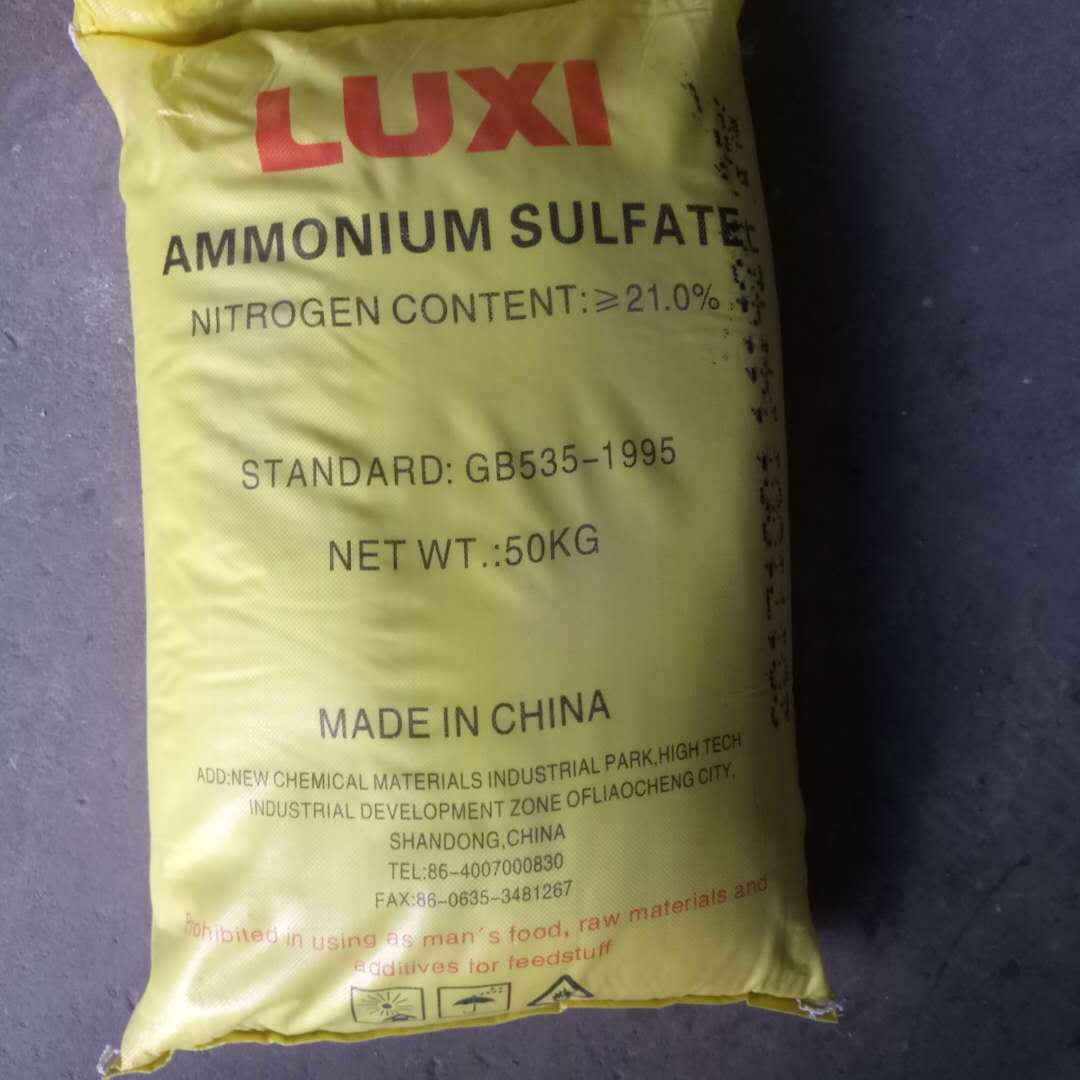 LUXI
AMMONIUM SULFATE
NITROGEN CONTENT:≥21.0%
STANDARD: GB535-1995
NET WT.:50KG
MADE IN CHINA
ADD:NEW CHEMICAL MATERIALS INDUSTRIAL PARK,HIGH TECH
INDUSTRIAL DEVELOPMENT ZONE OFLIAOCHENG CITY,
SHANDONG,CHINA
TEL:86-4007000830
FAX:86-0635-3481267
Prohibited in using as man's food, raw materials and
additives for feedstuff